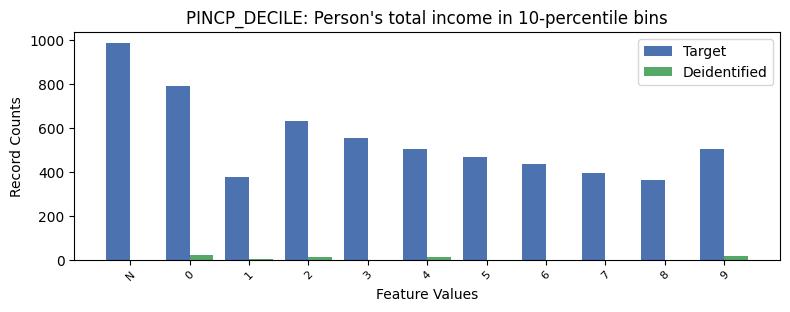 PINCP_DECILE: Person's total income in 10-percentile bins
Target
Deidentified
Record Counts
1000
800
600
400
200
0
N 0 1 2 3 4 5 6 7 8 9
Feature Values